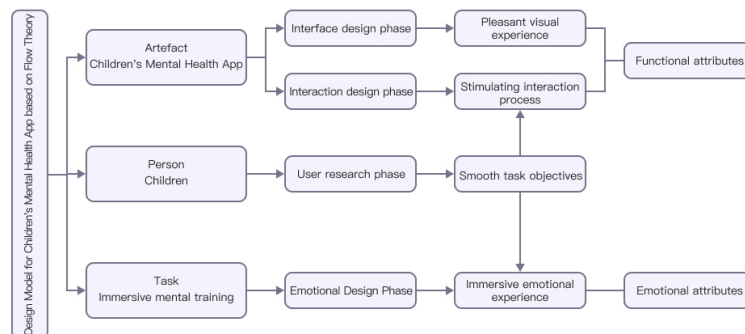 Design Model for Children's Mental Health App based on Flow Theory
Artefact
Children's Mental Health App
Interface design phase
Pleasant visual
experience
Functional attributes
Interaction design phase
Stimulating interaction
process
Person
Children
User research phase
Smooth task objectives
Task
Immersive mental training
Emotional Design Phase
Immersive emotional
experience
Emotional attributes